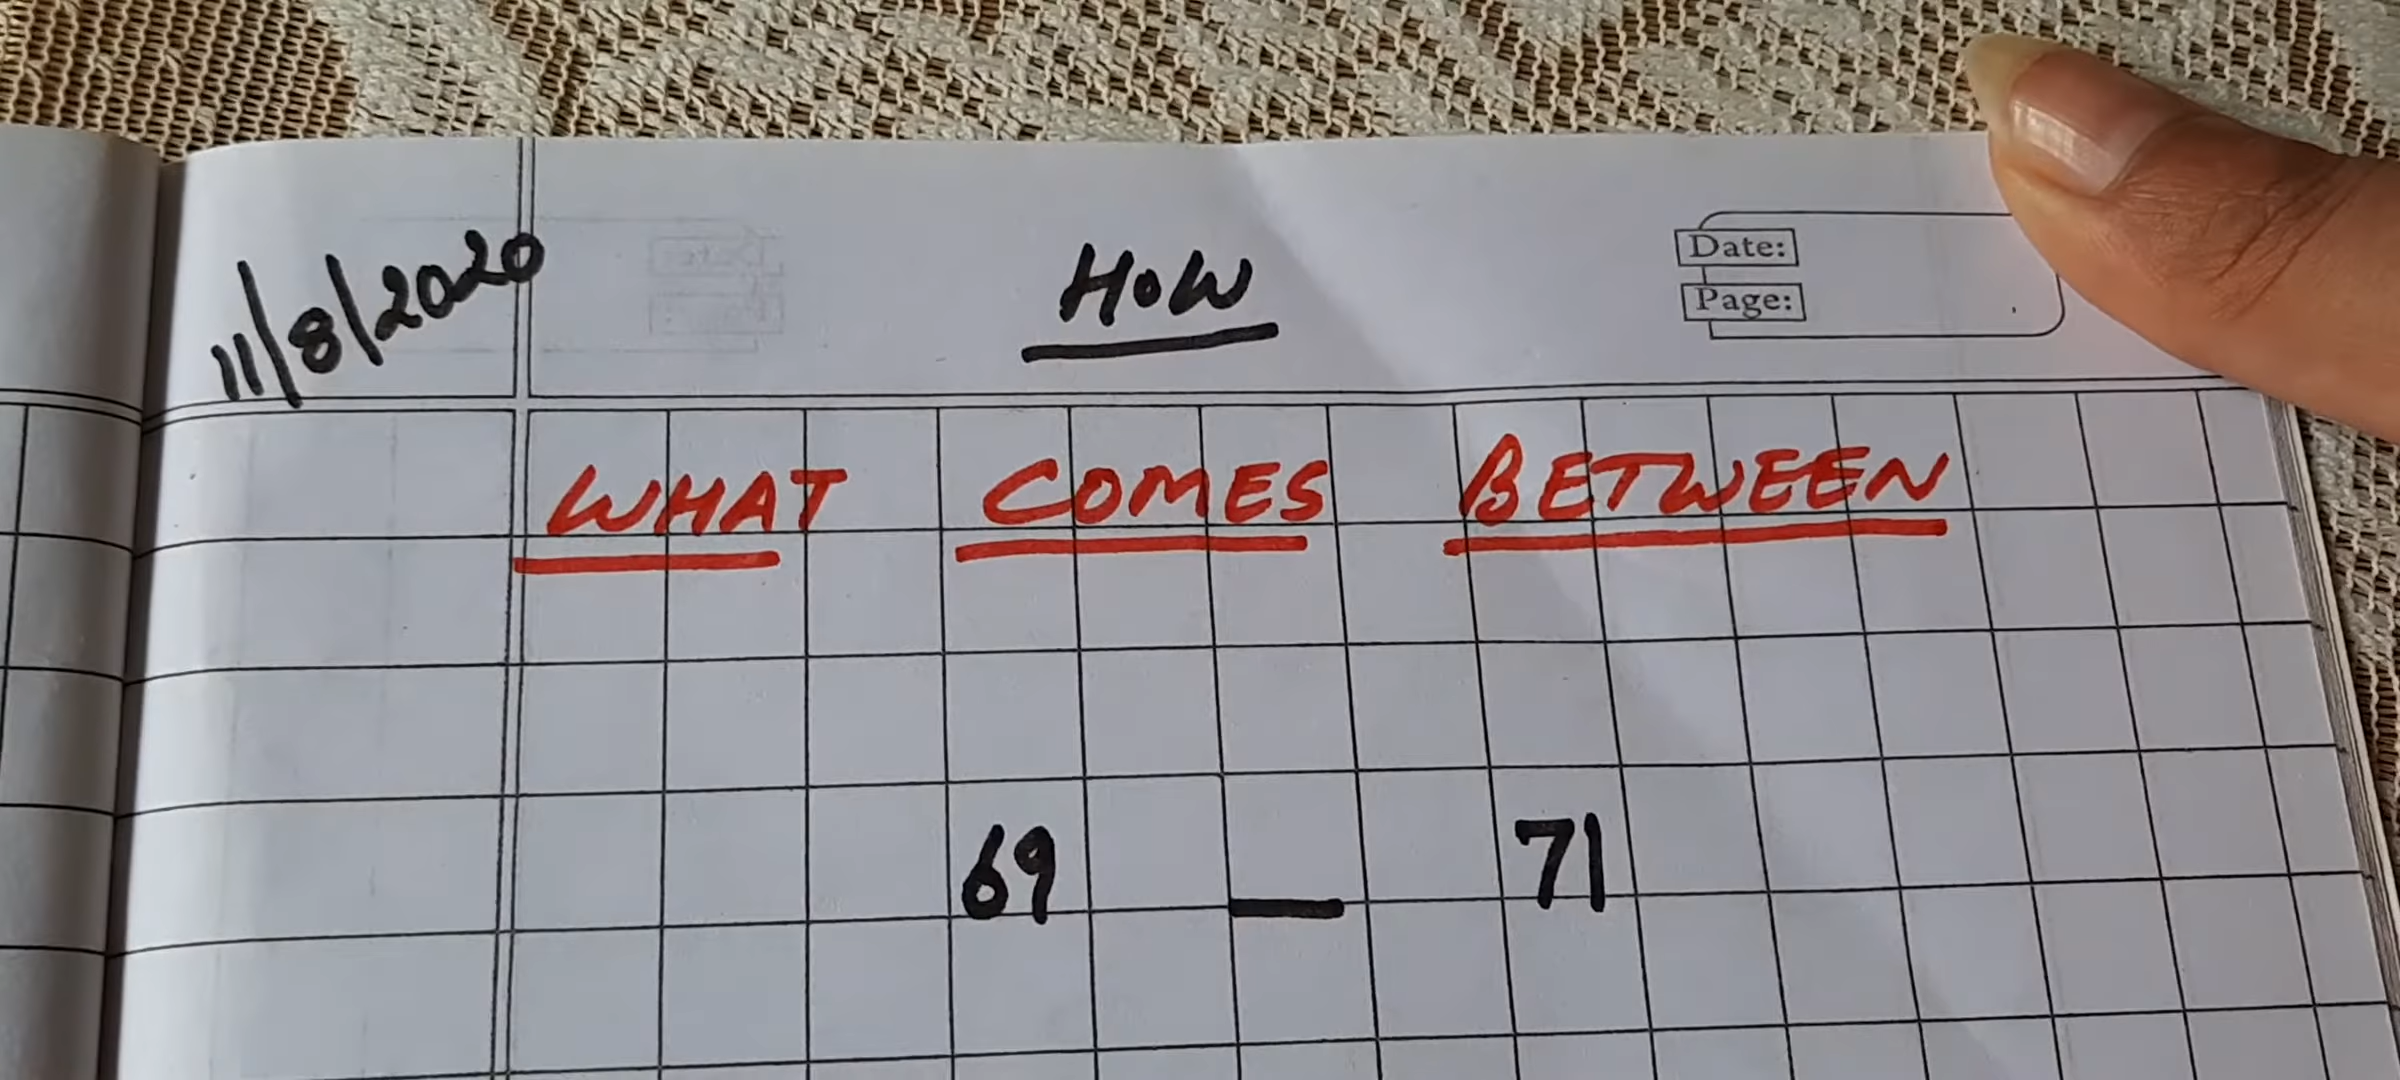 11/8/2020
HOW
Date:
Page:
WHAT COMES BETWEEN
69 _ 71